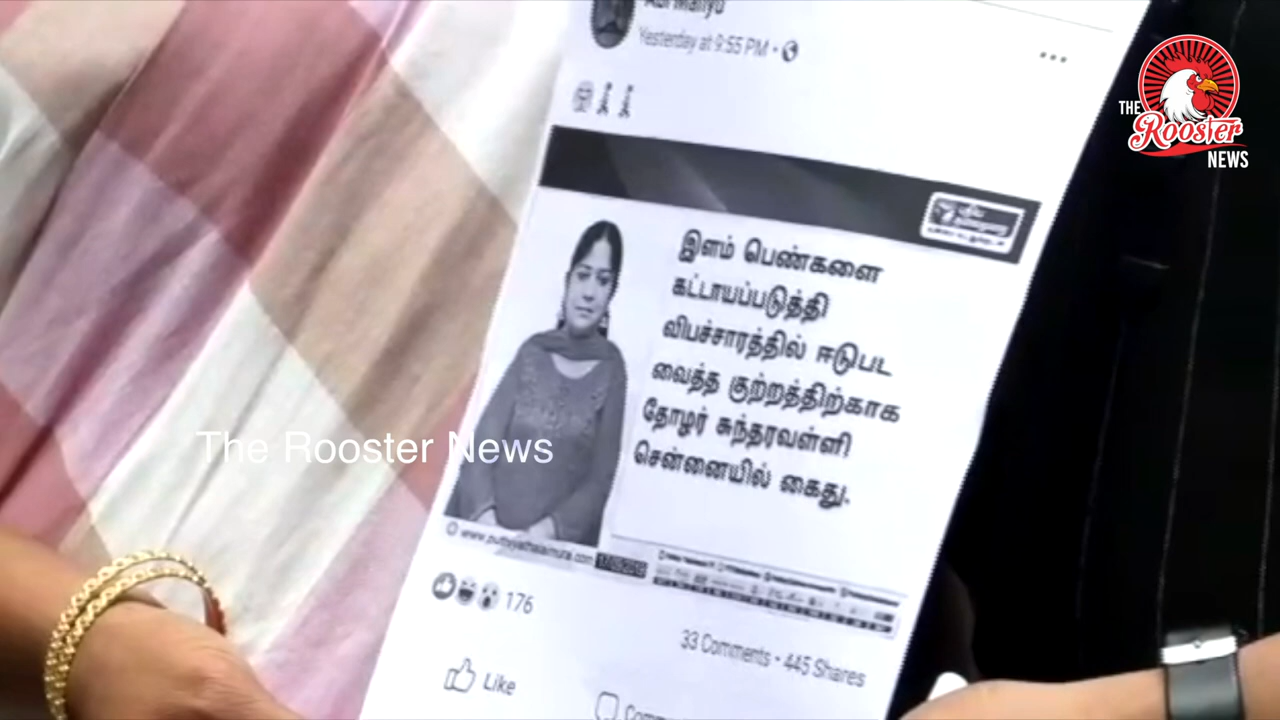 Yesterday at 9:55 PM
THE
Rooster
NEWS
இளம் பெண்களை
கட்டாயப்படுத்தி
விபச்சாரத்தில் ஈடுபட
வைத்த குற்றத்திற்காக
தோழர் சுந்தரவள்ளி
சென்னையில் கைது.
The Rooster News
176
33 Comments • 445 Shares
Like